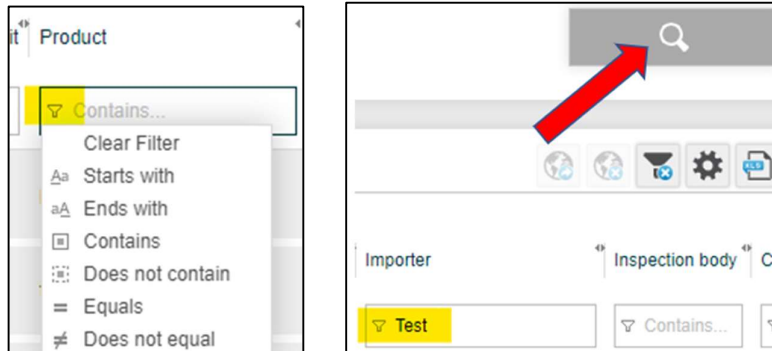 it Product
Contains...
Clear Filter
Aa Starts with
aA Ends with
Contains
Does not contain
= Equals
≠ Does not equal
XLS
Importer
Inspection body
C
Test
Contains...